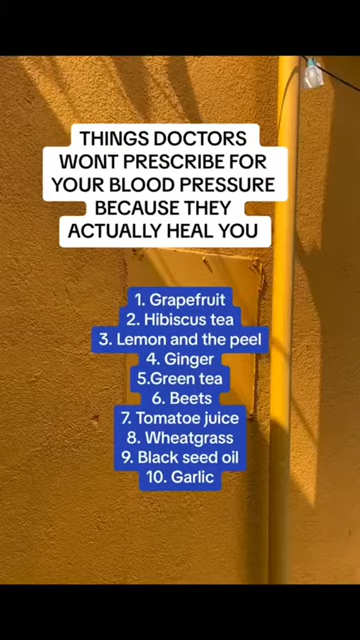 THINGS DOCTORS
WONT PRESCRIBE FOR
YOUR BLOOD PRESSURE
BECAUSE THEY
ACTUALLY HEAL YOU
1. Grapefruit
2. Hibiscus tea
3. Lemon and the peel
4. Ginger
5.Green tea
6. Beets
7. Tomatoe juice
8. Wheatgrass
9. Black seed oil
10. Garlic